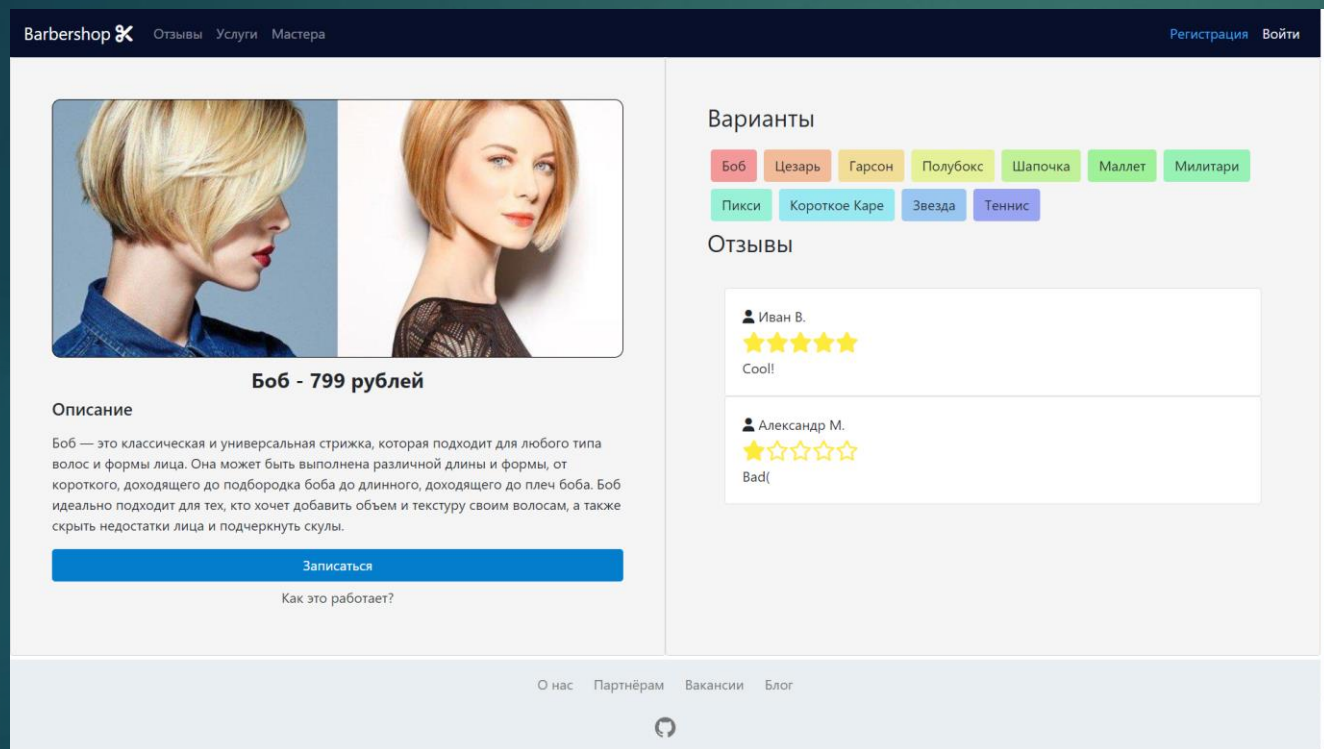 Barbershop Отзывы Услуги Мастера Регистрация Войти
Боб - 799 рублей
Описание
Боб — это классическая и универсальная стрижка, которая подходит для любого типа
волос и формы лица. Она может быть выполнена различной длины и формы, от
короткого, доходящего до подбородка боба до длинного, доходящего до плеч боба. Боб
идеально подходит для тех, кто хочет добавить объем и текстуру своим волосам, а также
скрыть недостатки лица и подчеркнуть скулы.
Записаться
Как это работает?
Варианты
Боб Цезарь Гарсон Полубокс Шапочка Маллет Милитари
Пикси Короткое Каре Звезда Теннис
Отзывы
Иван В.
Cool!
Александр М.
Bad(
О нас Партнёрам Вакансии Блог